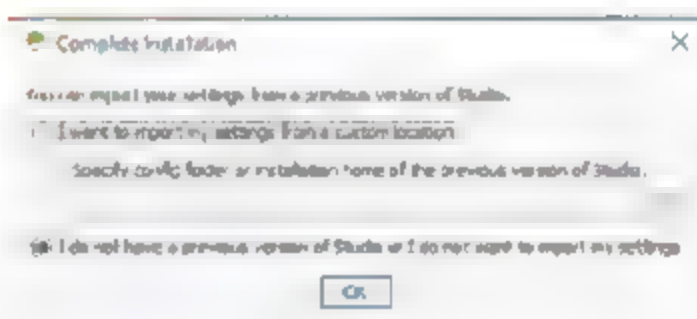 Complete Installation
You can import your settings from a previous version of Studio.
I want to import my settings from a custom location
Specify config folder or installation home of the previous version of Studio.
I do not have a previous version of Studio or I do not want to import my settings
OK